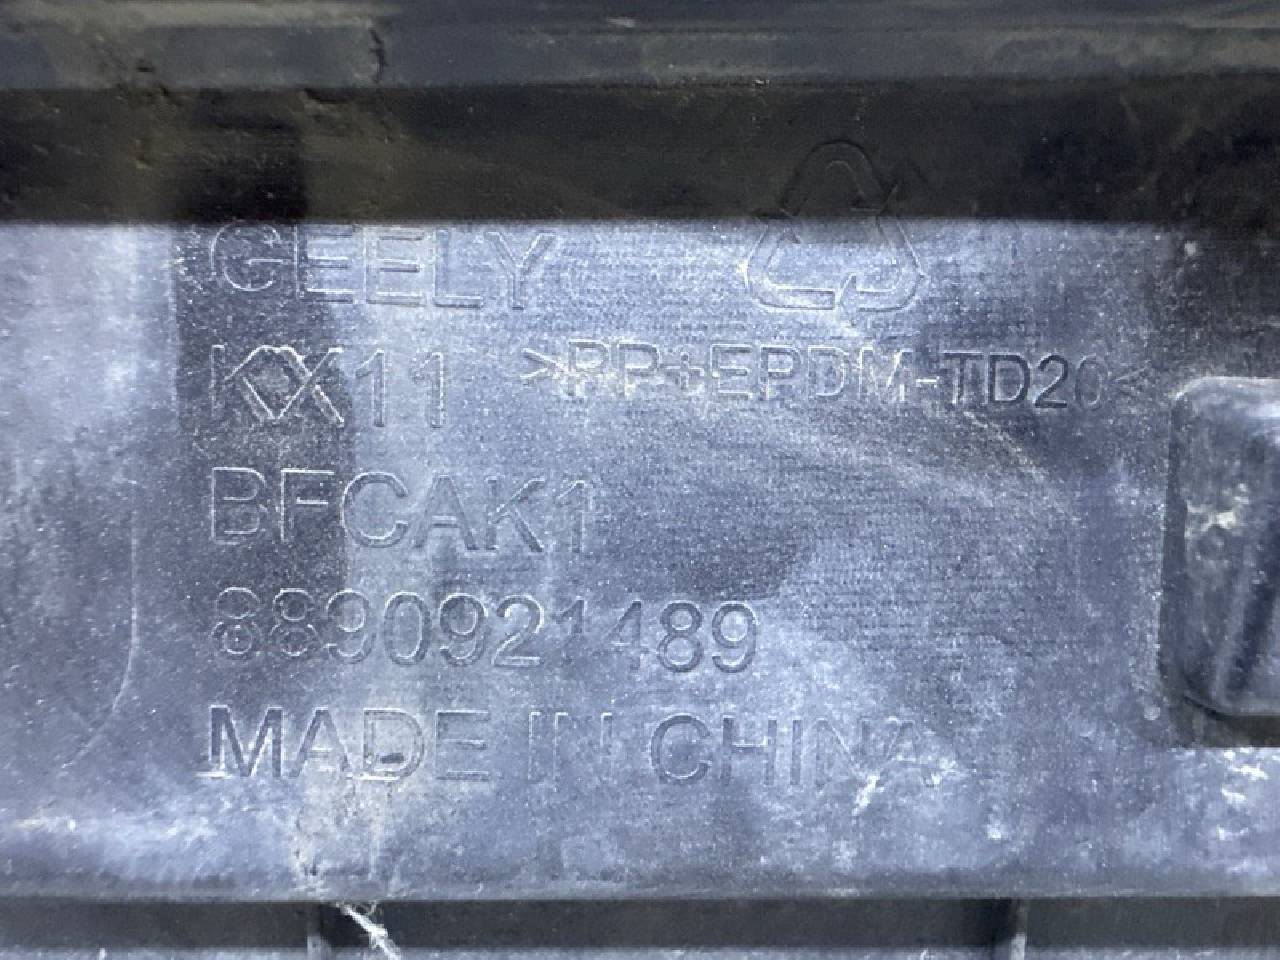 GEELY
KX11 >PP+EPDM-TD20<
BFCAK1
8890921489
MADE IN CHINA